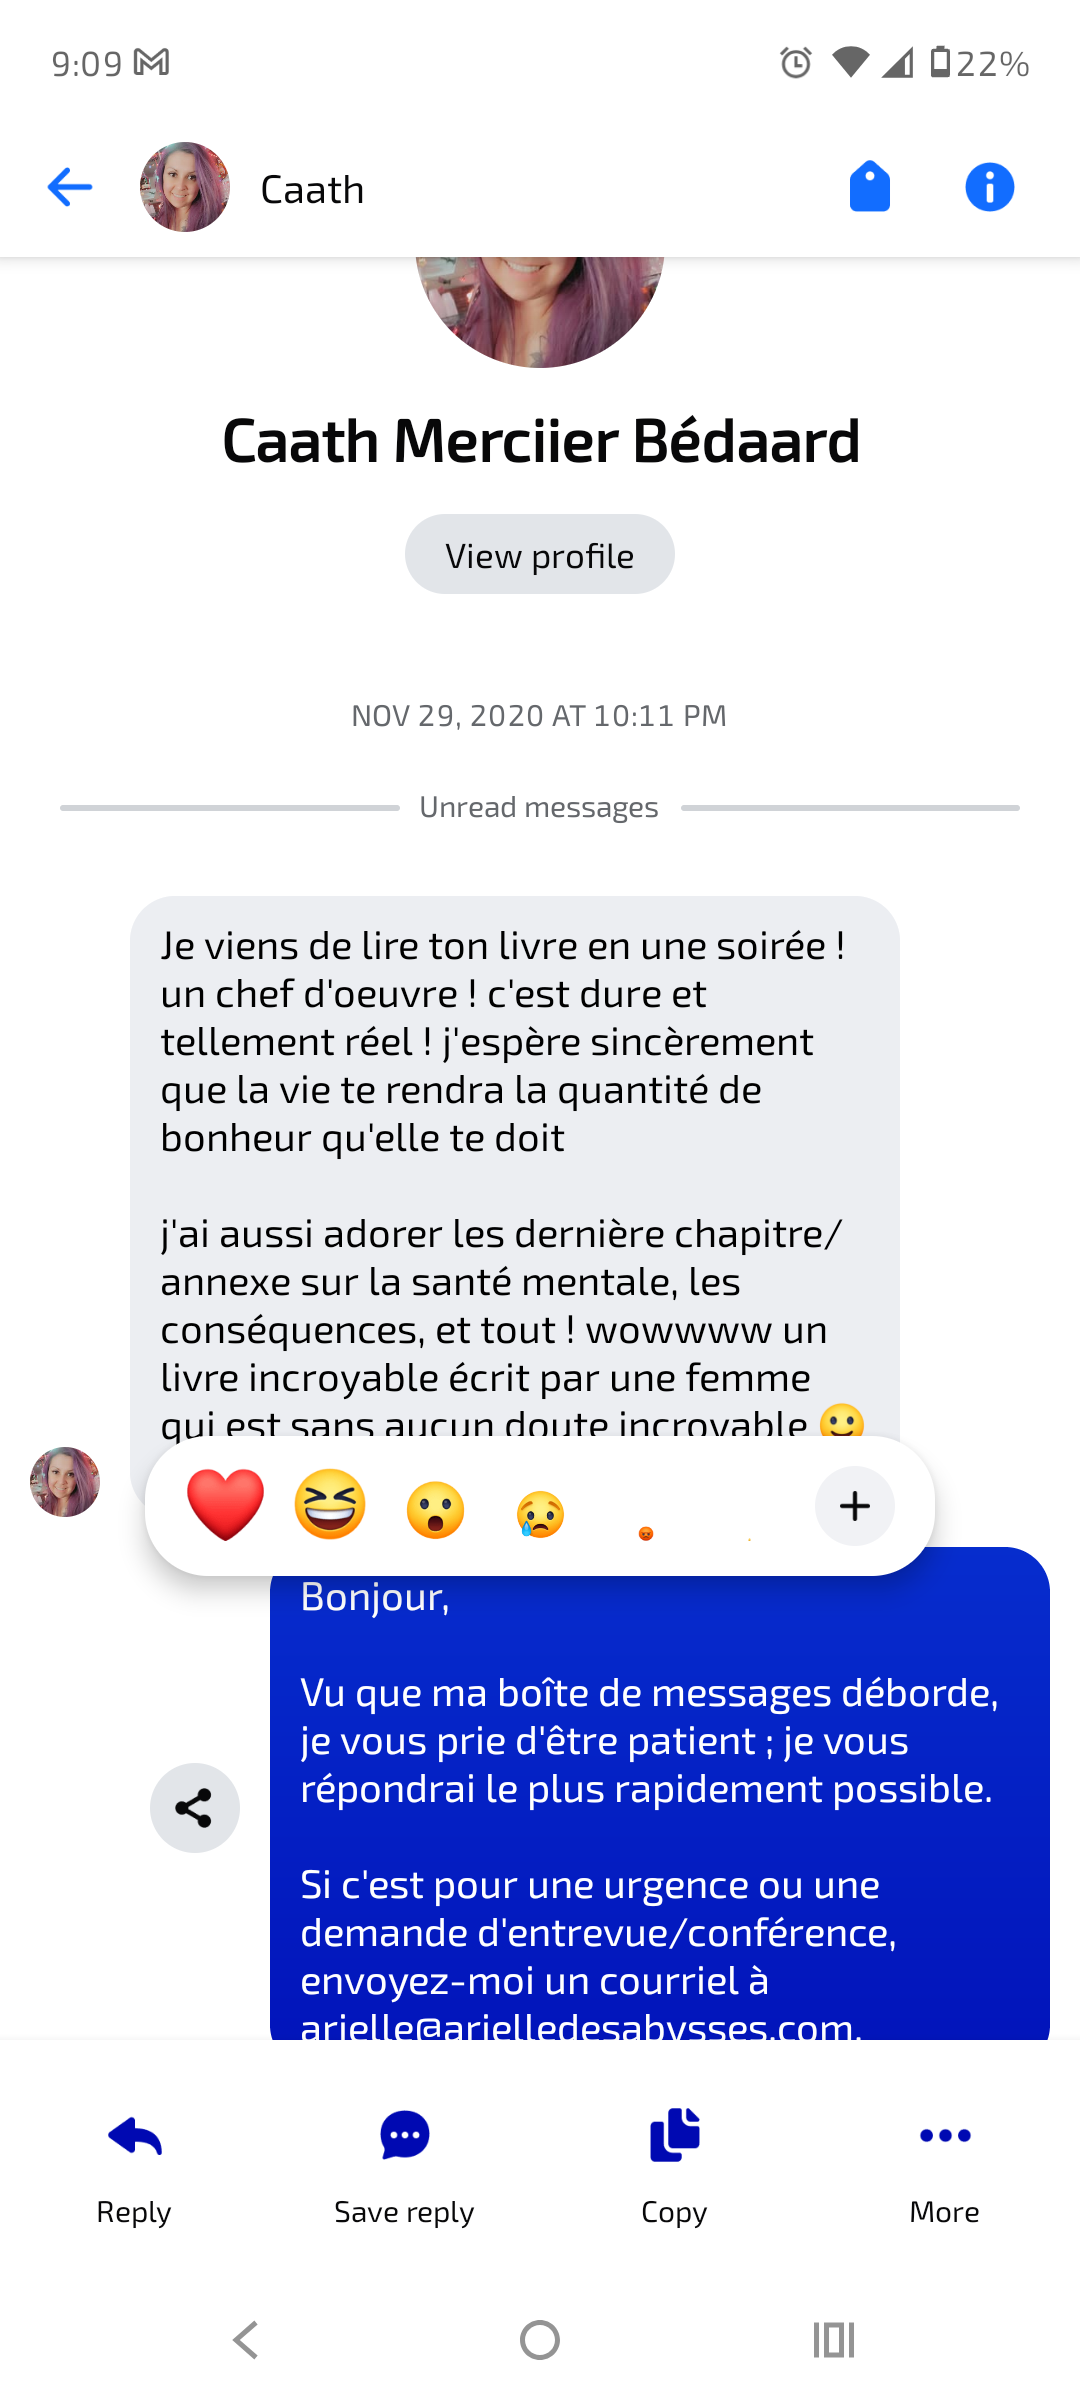 9:09
22%
Caath
Caath Merciier Bédaard
View profile
NOV 29, 2020 AT 10:11 PM
Unread messages
Je viens de lire ton livre en une soirée !
un chef d'oeuvre ! c'est dure et
tellement réel ! j'espère sincèrement
que la vie te rendra la quantité de
bonheur qu'elle te doit
j'ai aussi adorer les dernière chapitre/
annexe sur la santé mentale, les
conséquences, et tout ! wowwww un
livre incroyable écrit par une femme
qui est sans aucun doute incroyable 🙂
Bonjour,
Vu que ma boîte de messages déborde,
je vous prie d'être patient ; je vous
répondrai le plus rapidement possible.
Si c'est pour une urgence ou une
demande d'entrevue/conférence,
envoyez-moi un courriel à
arielle@arielledesabysses.com.
Reply
Save reply
Copy
More